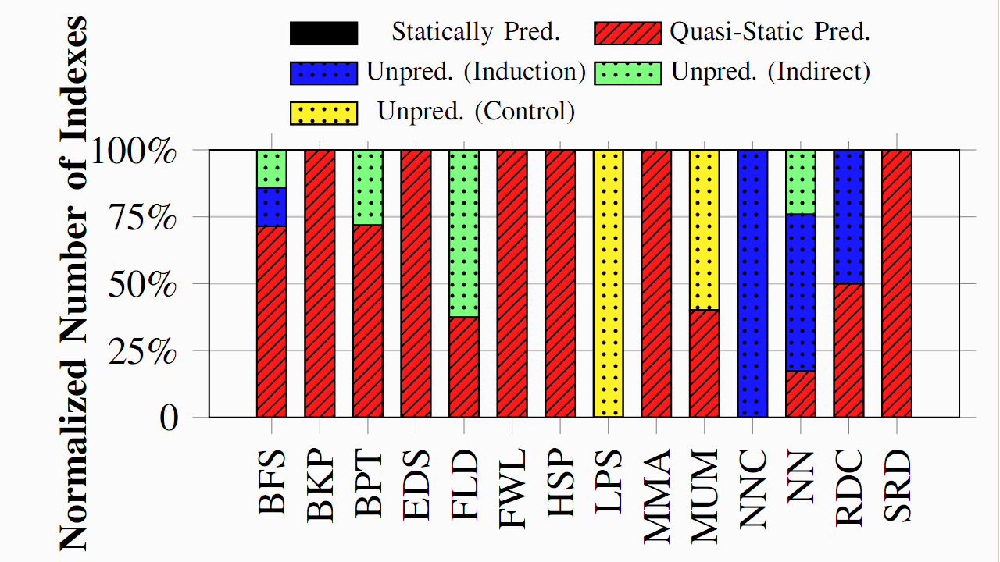 Statically Pred. Quasi-Static Pred.
Unpred. (Induction) Unpred. (Indirect)
Unpred. (Control)
Normalized Number of Indexes
100%
75%
50%
25%
0
BFS BKP BPT EDS FLD FWL HSP LPS MMA MUM NNC NN RDC SRD